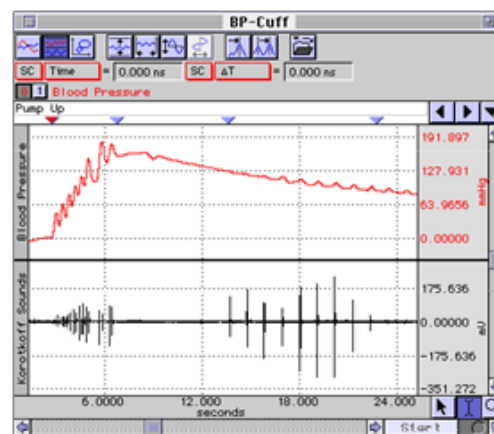 BP-Cuff
SC Time = 0.000 ns SC ΔT = 0.000 ns
0 1 Blood Pressure
Pump Up
Blood Pressure
191.897
127.931
63.9656
0.00000
mmHg
Korotkoff Sounds
175.636
0.00000
-175.636
-351.272
mV
6.0000 12.000 18.000 24.000
seconds
Start